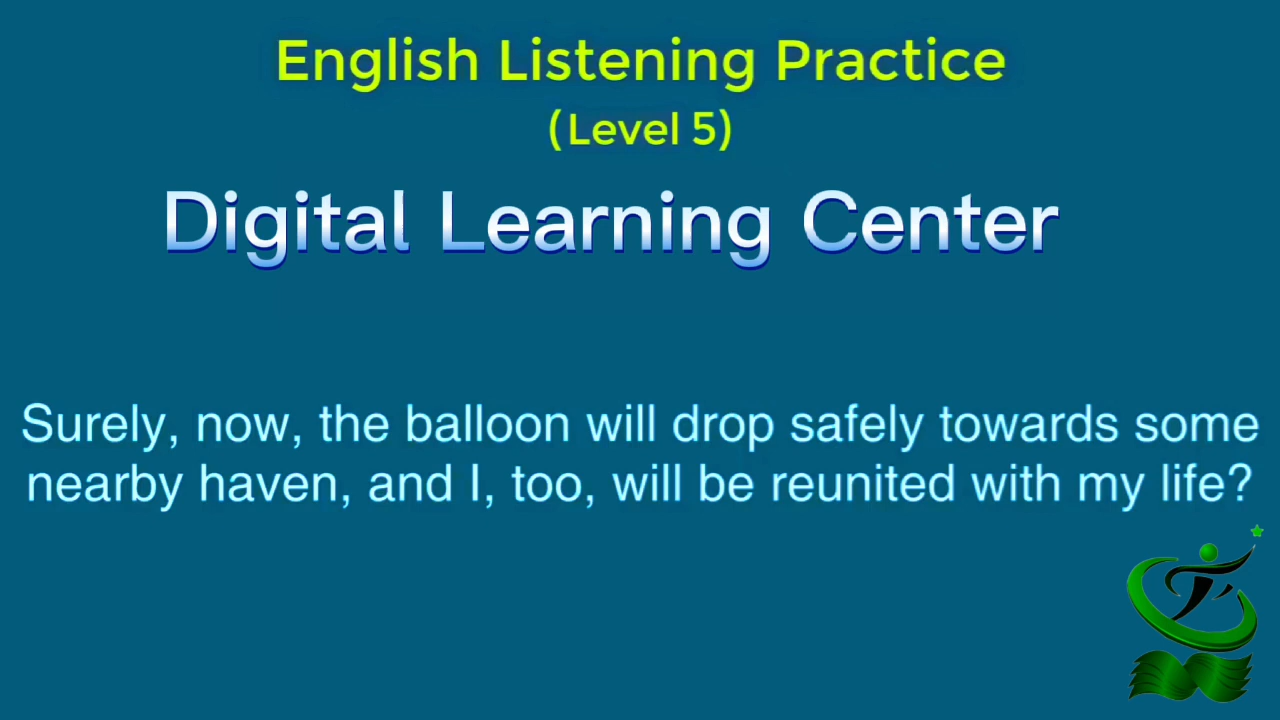 English Listening Practice
(Level 5)
Digital Learning Center
Surely, now, the balloon will drop safely towards some
nearby haven, and I, too, will be reunited with my life?